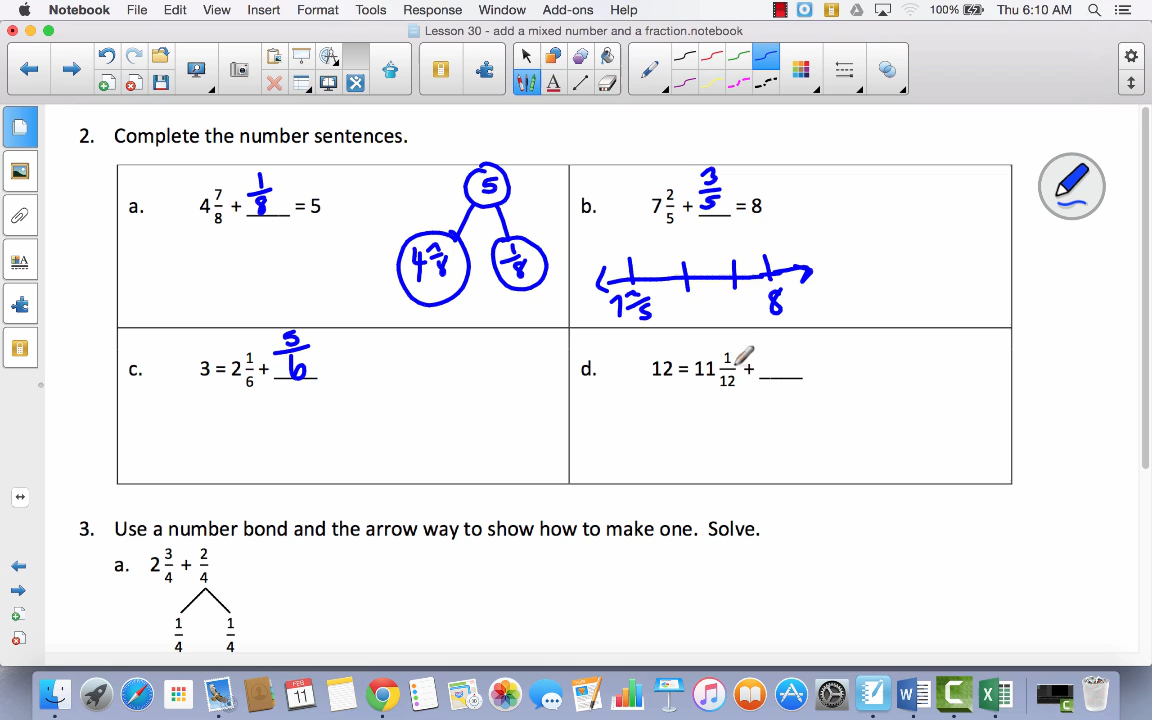 Notebook File Edit View Insert Format Tools Response Window Add-ons Help 100% Thu 6:10 AM
Lesson 30 - add a mixed number and a fraction.notebook
2. Complete the number sentences.
a. 4 7/8 + 1/8 = 5
5
4 7/8 1/8
b. 7 2/5 + 3/5 = 8
7 2/5 8
c. 3 = 2 1/6 + 5/6
d. 12 = 11 1/12 + ____
3. Use a number bond and the arrow way to show how to make one. Solve.
a. 2 3/4 + 2/4
1/4 1/4
FEB
11